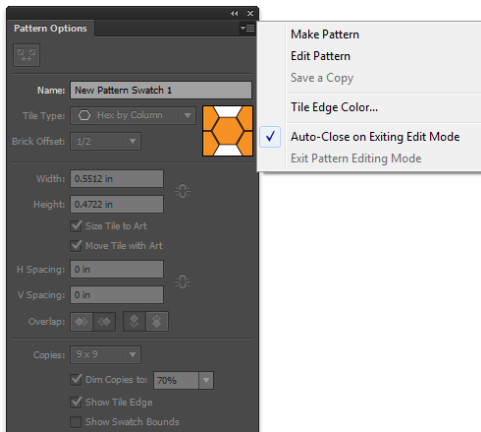 Pattern Options
Name: New Pattern Swatch 1
Tile Type: Hex by Column
Brick Offset: 1/2
Width: 0.5512 in
Height: 0.4722 in
Size Tile to Art
Move Tile with Art
H Spacing: 0 in
V Spacing: 0 in
Overlap:
Copies: 9 x 9
Dim Copies to: 70%
Show Tile Edge
Show Swatch Bounds
Make Pattern
Edit Pattern
Save a Copy
Tile Edge Color...
Auto-Close on Exiting Edit Mode
Exit Pattern Editing Mode